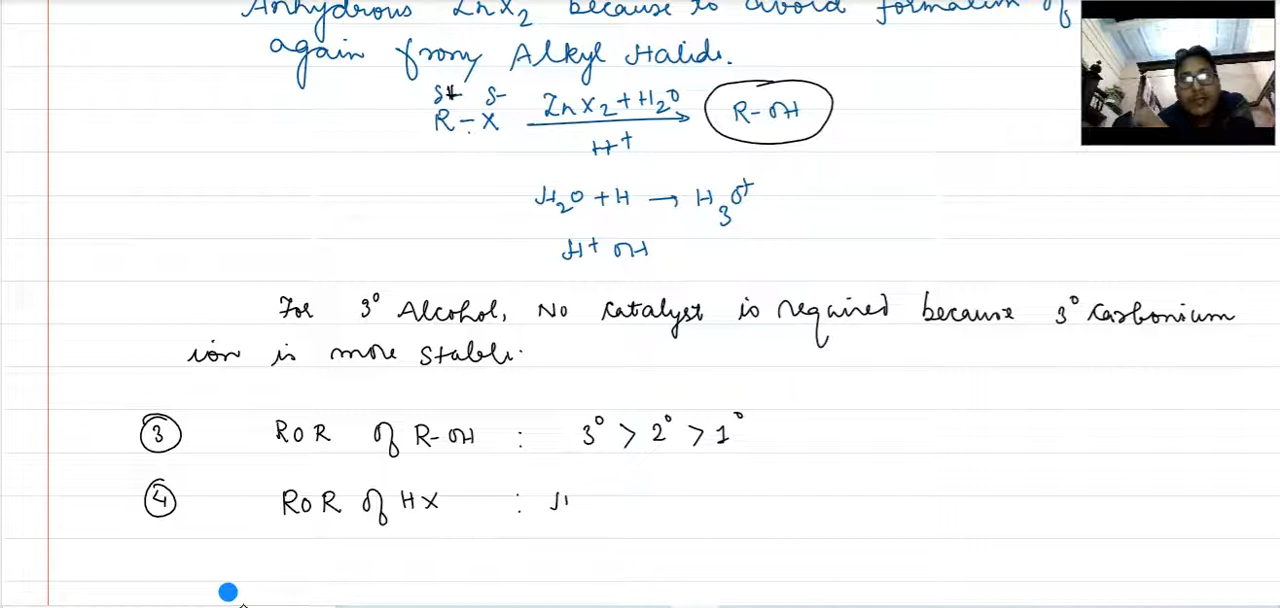 Anhydrous ZnX₂ because to avoid formation of
again from Alkyl Halide.
δ+ δ-
R-X ZnX₂+H₂O R-OH
H+
H₂O + H → H₃O+
H+ OH
For 3° Alcohol, No catalyst is required because 3° carbonium
ion is more stable.
③ ROR of R-OH : 3° > 2° > 1°
④ ROR of HX : H